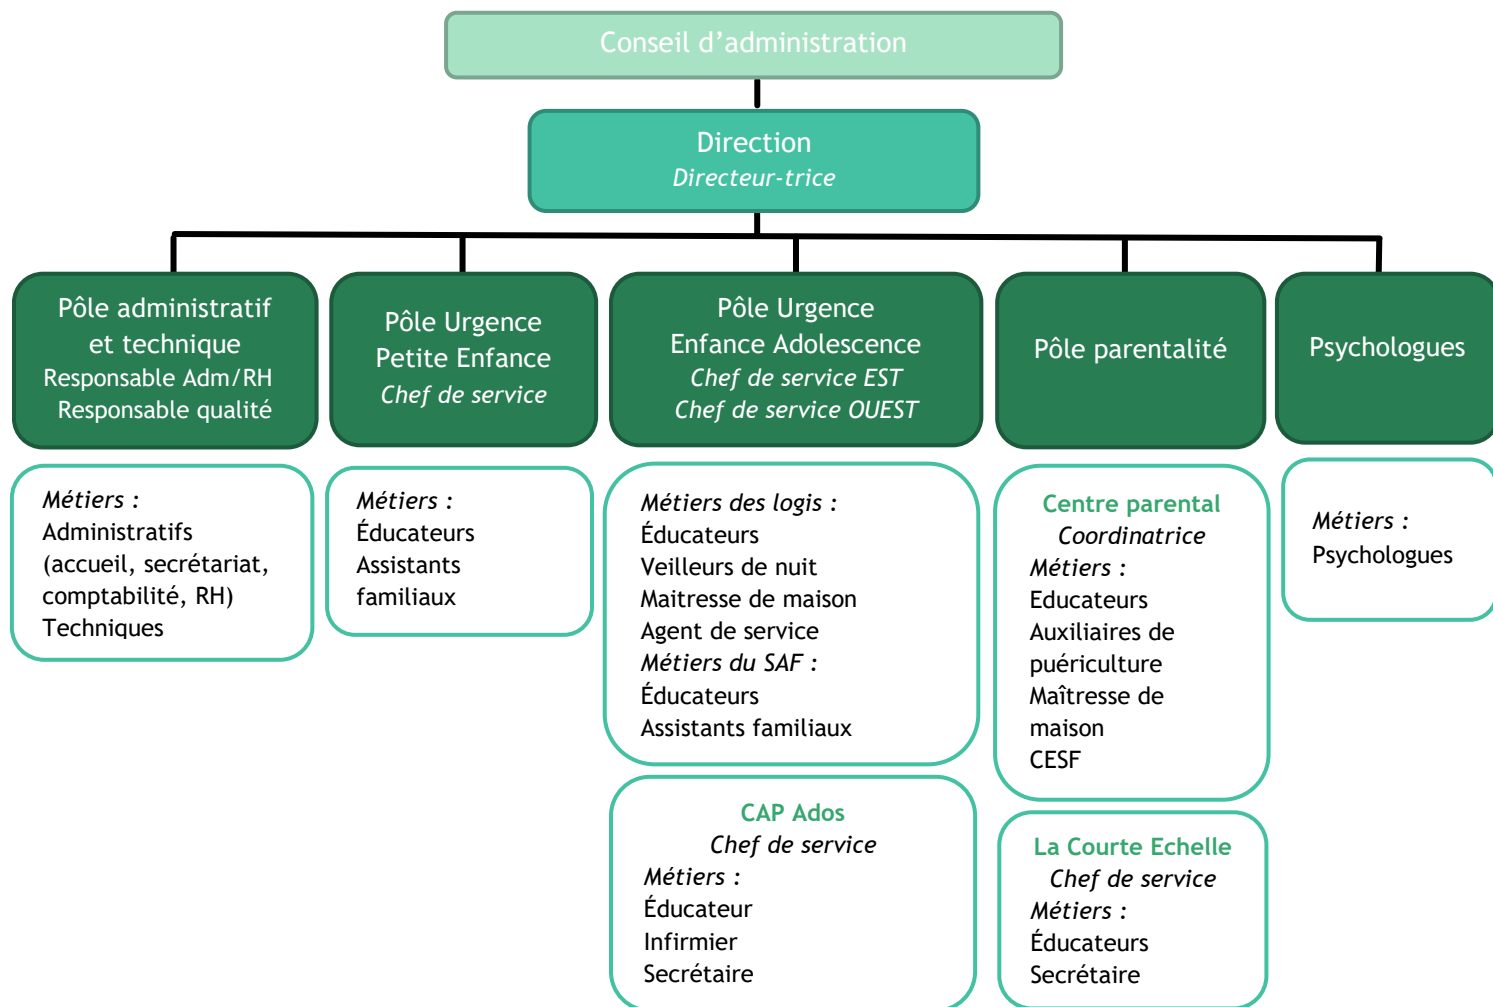 Conseil d’administration
Direction
Directeur-trice
Pôle administratif
et technique
Responsable Adm/RH
Responsable qualité
Pôle Urgence
Petite Enfance
Chef de service
Pôle Urgence
Enfance Adolescence
Chef de service EST
Chef de service OUEST
Pôle parentalité
Psychologues
Métiers :
Administratifs
(accueil, secrétariat,
comptabilité, RH)
Techniques
Métiers :
Éducateurs
Assistants
familiaux
Métiers des logis :
Éducateurs
Veilleurs de nuit
Maitresse de maison
Agent de service
Métiers du SAF :
Éducateurs
Assistants familiaux
CAP Ados
Chef de service
Métiers :
Éducateur
Infirmier
Secrétaire
Centre parental
Coordinatrice
Métiers :
Educateurs
Auxiliaires de
puériculture
Maîtresse de
maison
CESF
La Courte Echelle
Chef de service
Métiers :
Éducateurs
Secrétaire
Métiers :
Psychologues